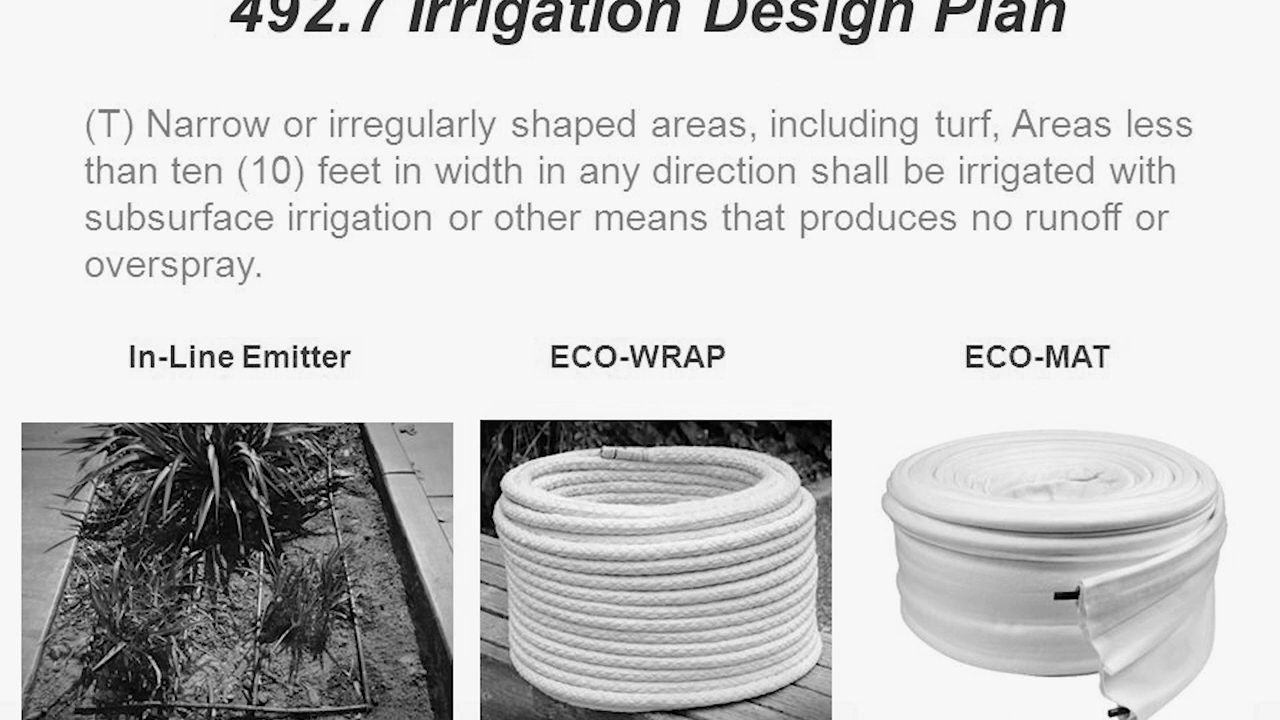 492.7 Irrigation Design Plan
(T) Narrow or irregularly shaped areas, including turf, Areas less
than ten (10) feet in width in any direction shall be irrigated with
subsurface irrigation or other means that produces no runoff or
overspray.
In-Line Emitter
ECO-WRAP
ECO-MAT